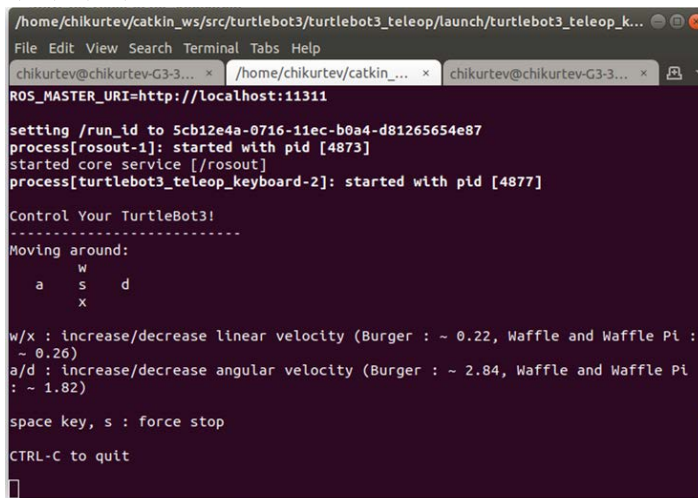 /home/chikurtev/catkin_ws/src/turtlebot3/turtlebot3_teleop/launch/turtlebot3_teleop_k...
File Edit View Search Terminal Tabs Help
chikurtev@chikurtev-G3-3... × /home/chikurtev/catkin_... × chikurtev@chikurtev-G3-3... ×
ROS_MASTER_URI=http://localhost:11311
setting /run_id to 5cb12e4a-0716-11ec-b0a4-d81265654e87
process[rosout-1]: started with pid [4873]
started core service [/rosout]
process[turtlebot3_teleop_keyboard-2]: started with pid [4877]
Control Your TurtleBot3!
---------------------------
Moving around:
w
a s d
x
w/x : increase/decrease linear velocity (Burger : ~ 0.22, Waffle and Waffle Pi :
~ 0.26)
a/d : increase/decrease angular velocity (Burger : ~ 2.84, Waffle and Waffle Pi
: ~ 1.82)
space key, s : force stop
CTRL-C to quit